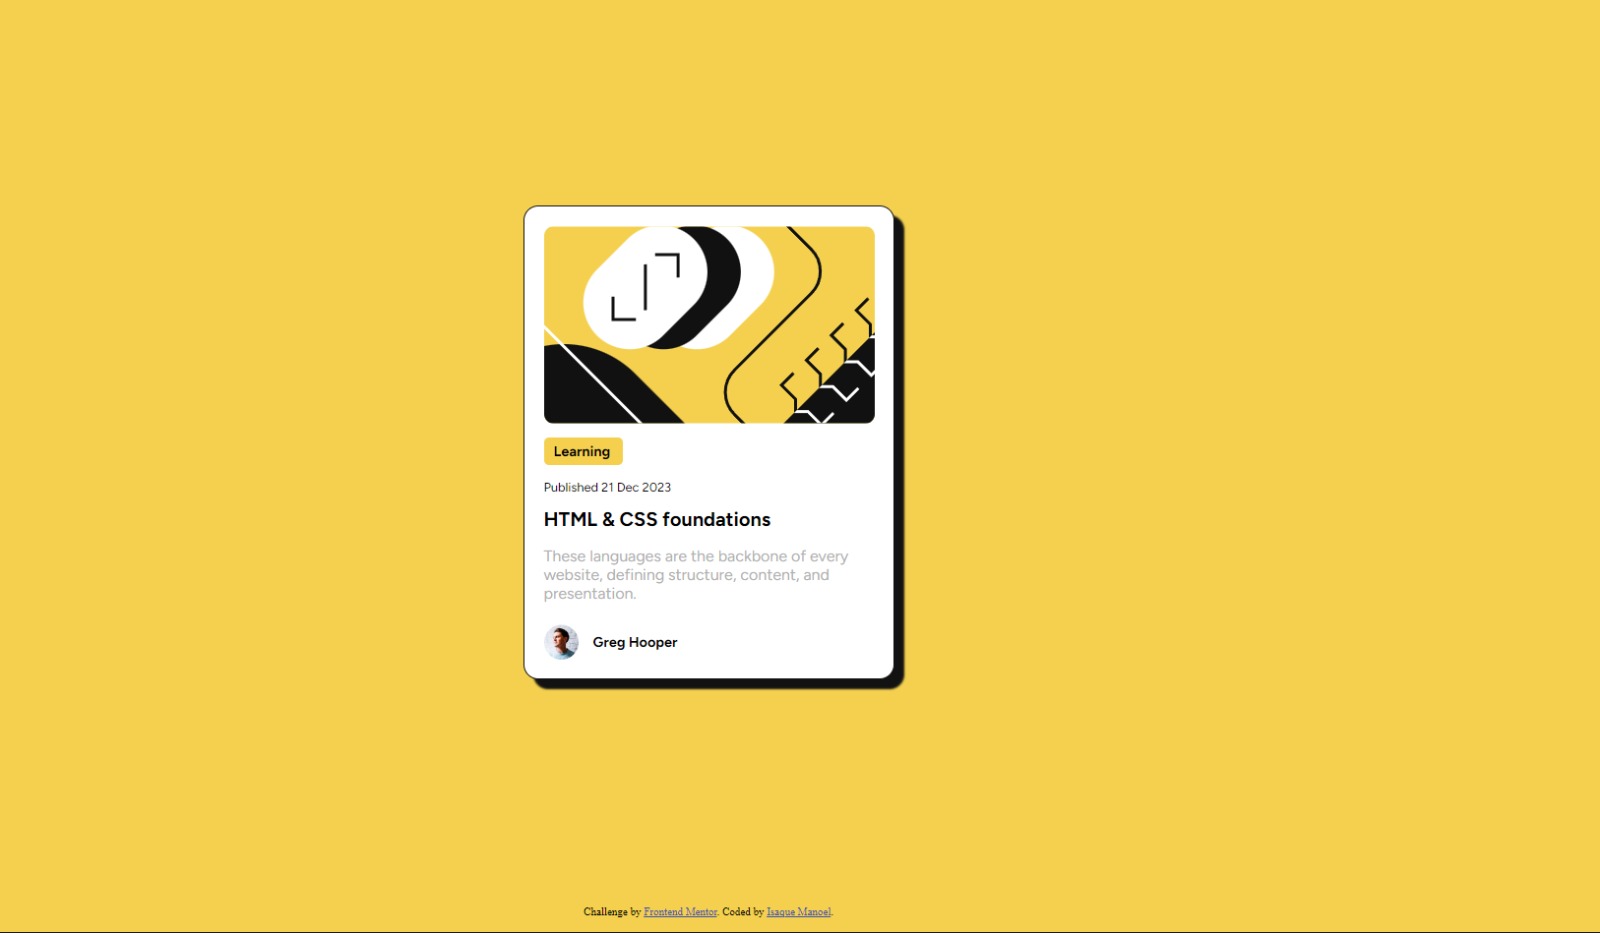 Learning
Published 21 Dec 2023
HTML & CSS foundations
These languages are the backbone of every
website, defining structure, content, and
presentation.
Greg Hooper
Challenge by Frontend Mentor. Coded by Isaque Manoel.